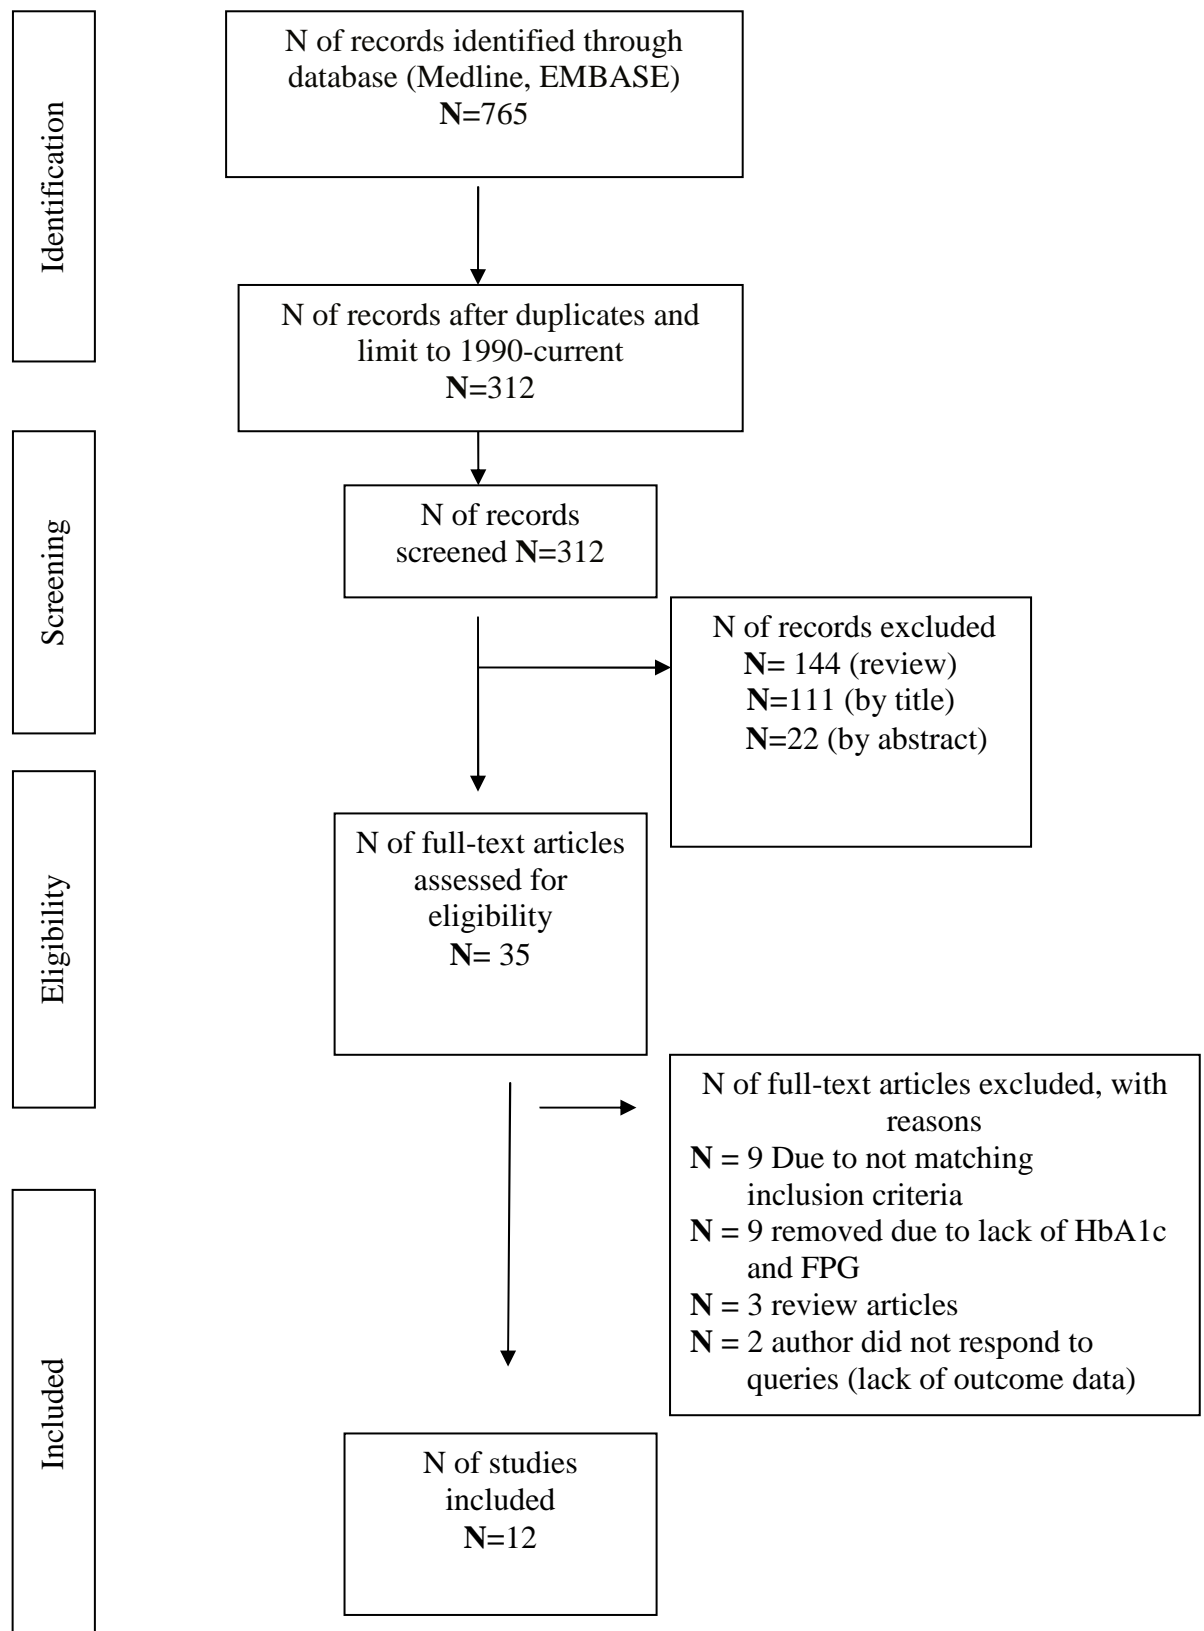 Identification
N of records identified through
database (Medline, EMBASE)
N=765
N of records after duplicates and
limit to 1990-current
N=312
Screening
N of records
screened N=312
N of records excluded
N= 144 (review)
N=111 (by title)
N=22 (by abstract)
Eligibility
N of full-text articles
assessed for
eligibility
N= 35
N of full-text articles excluded, with
reasons
N = 9 Due to not matching
inclusion criteria
N = 9 removed due to lack of HbA1c
and FPG
N = 3 review articles
N = 2 author did not respond to
queries (lack of outcome data)
Included
N of studies
included
N=12